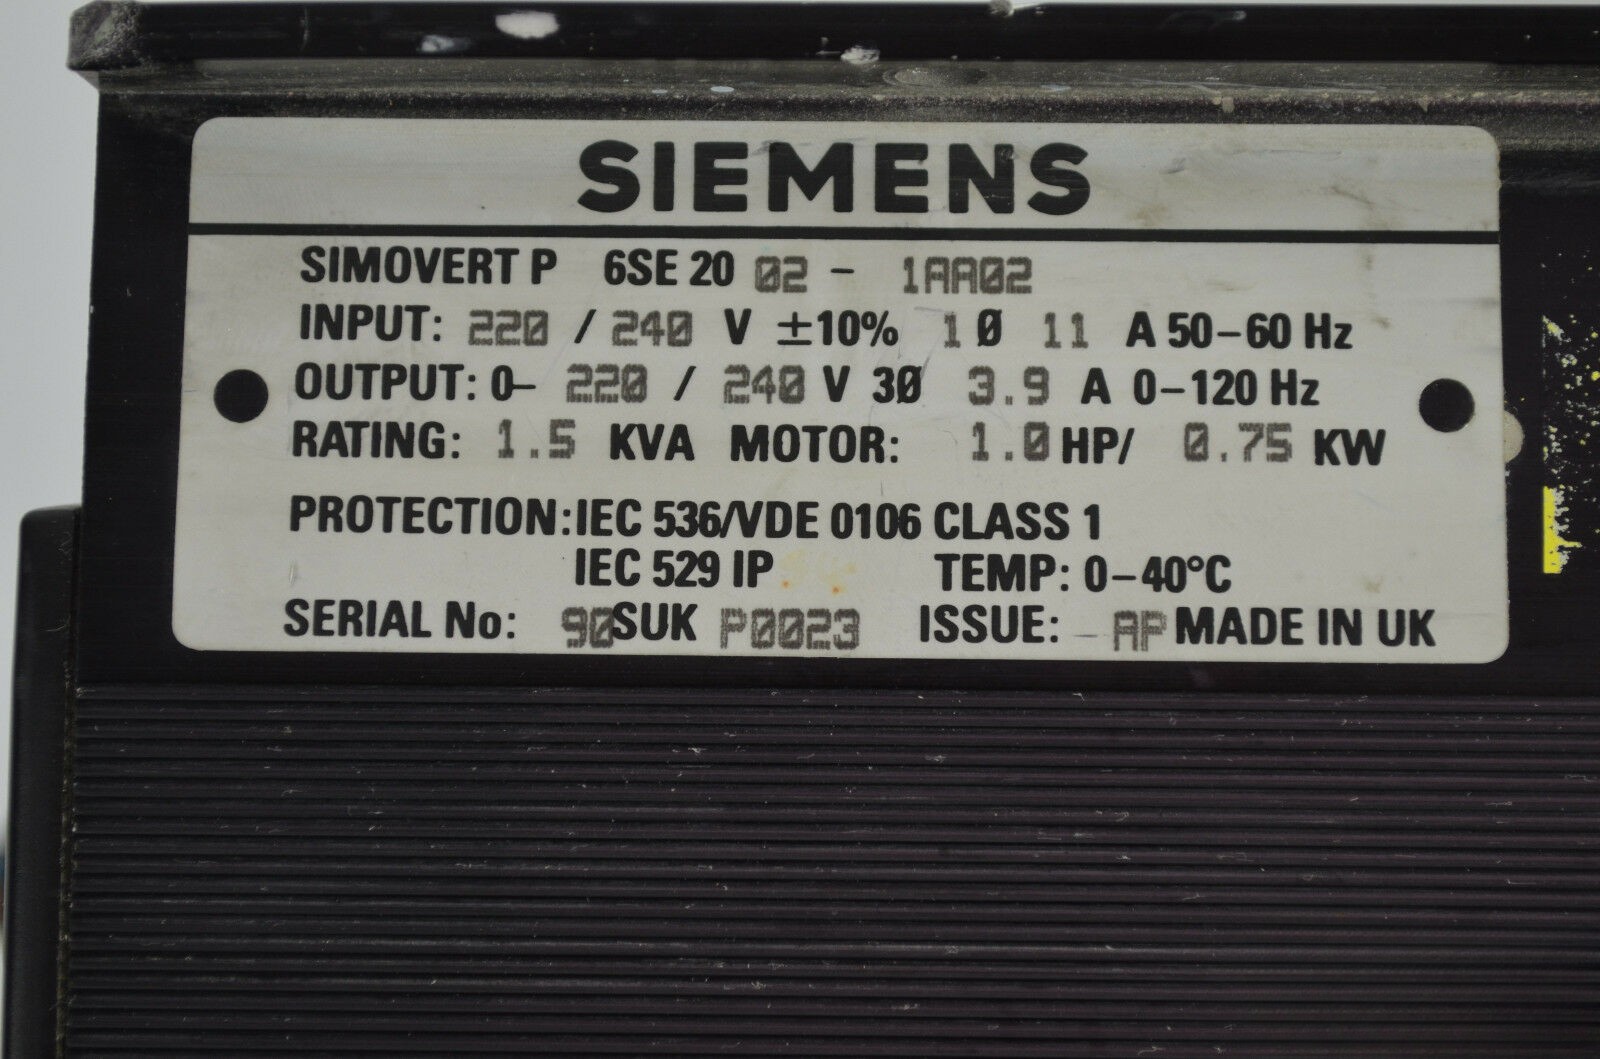 SIEMENS
SIMOVERT P 6SE 20 02 - 1AA02
INPUT: 220 / 240 V ±10% 1Ø 11 A 50-60 Hz
OUTPUT: 0- 220 / 240 V 3Ø 3.9 A 0-120 Hz
RATING: 1.5 KVA MOTOR: 1.0 HP/ 0.75 KW
PROTECTION: IEC 536/VDE 0106 CLASS 1
IEC 529 IP TEMP: 0-40°C
SERIAL No: 90SUK P0023 ISSUE: AP MADE IN UK